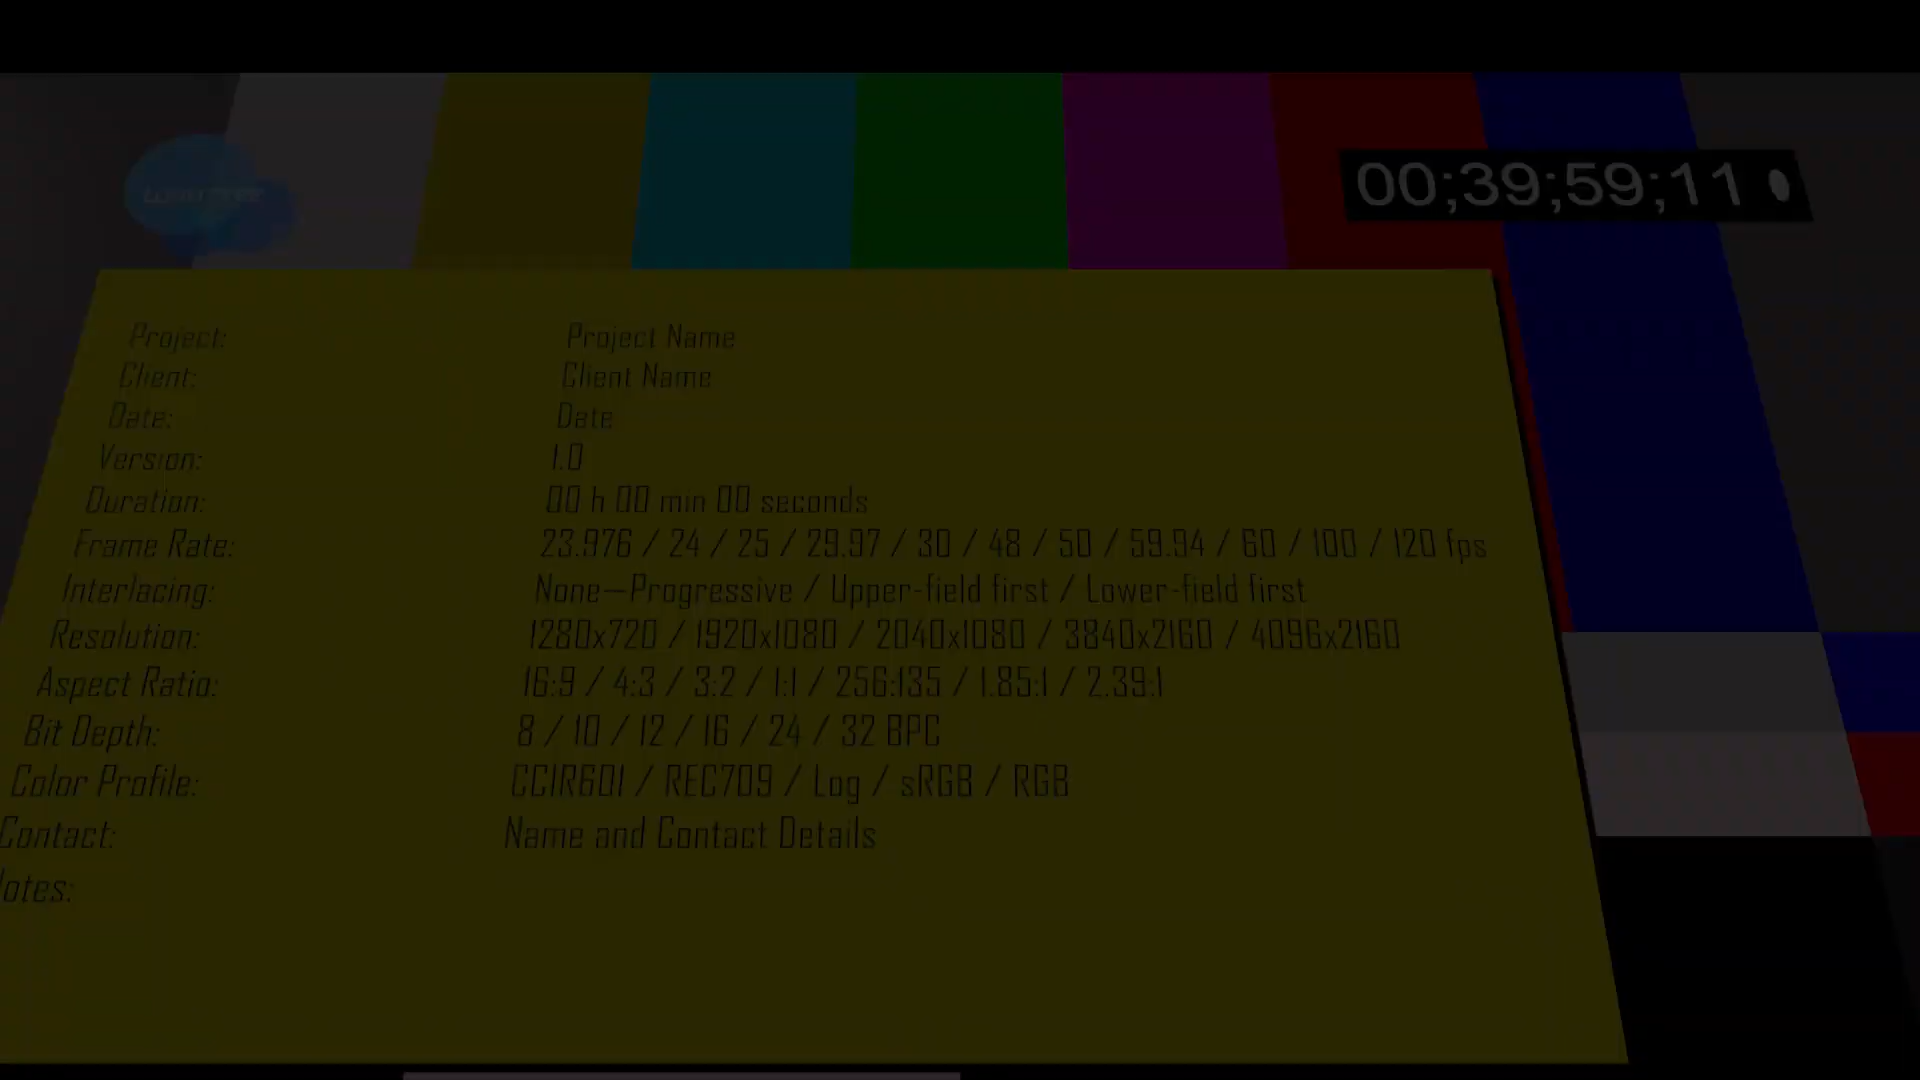 00;39;59;11
Project: Project Name
Client: Client Name
Date: Date
Version: 1.0
Duration: 00 h 00 min 00 seconds
Frame Rate: 23.976 / 24 / 25 / 29.97 / 30 / 48 / 50 / 59.94 / 60 / 100 / 120 fps
Interlacing: None—Progressive / Upper-field first / Lower-field first
Resolution: 1280x720 / 1920x1080 / 2040x1080 / 3840x2160 / 4096x2160
Aspect Ratio: 16:9 / 4:3 / 3:2 / 1:1 / 256:135 / 1.85:1 / 2.39:1
Bit Depth: 8 / 10 / 12 / 16 / 24 / 32 BPC
Color Profile: CCIR601 / REC709 / Log / sRGB / RGB
Contact: Name and Contact Details
otes: